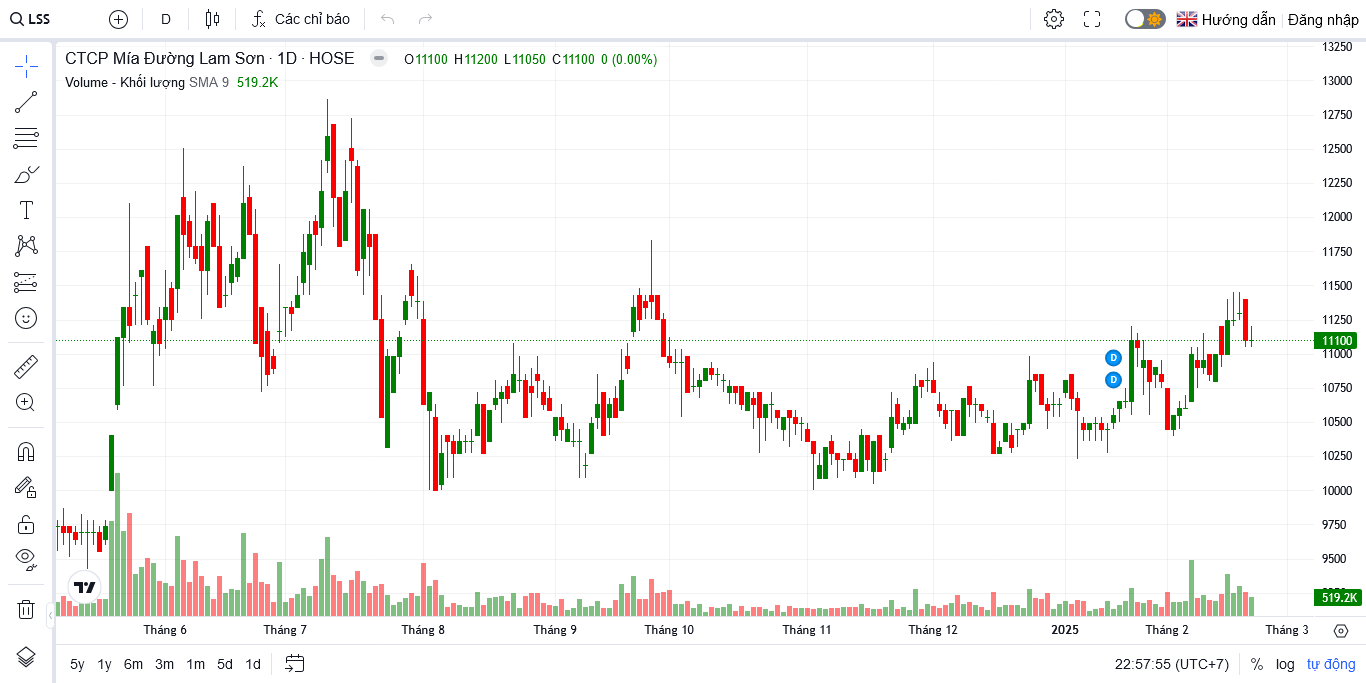 LSS D Các chỉ báo Hướng dẫn Đăng nhập
CTCP Mía Đường Lam Sơn · 1D · HOSE O11100 H11200 L11050 C11100 0 (0.00%)
Volume - Khối lượng SMA 9 519.2K
13250
13000
12750
12500
12250
12000
11750
11500
11250
11100
11000
10750
10500
10250
10000
9750
9500
519.2K
D
D
Tháng 6 Tháng 7 Tháng 8 Tháng 9 Tháng 10 Tháng 11 Tháng 12 2025 Tháng 2 Tháng 3
5y 1y 6m 3m 1m 5d 1d 22:57:55 (UTC+7) % log tự động